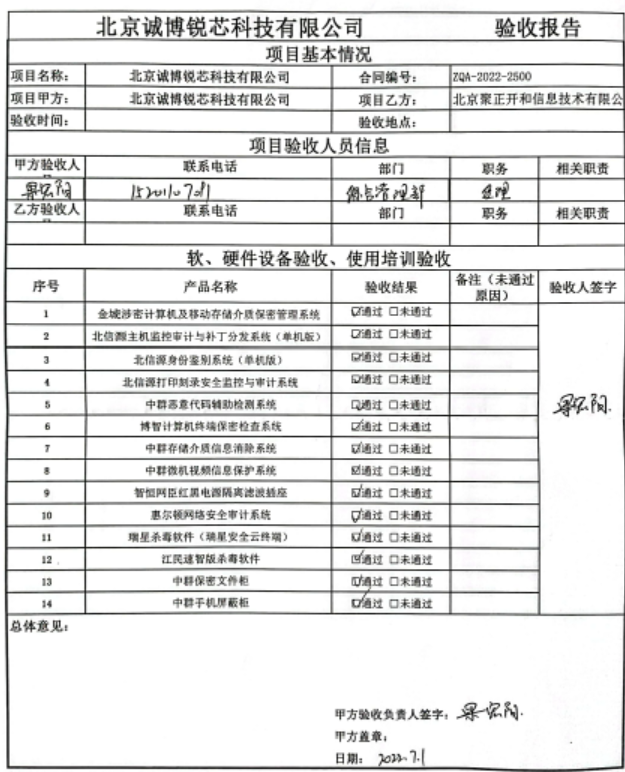 北京诚博锐芯科技有限公司 验收报告
项目基本情况
项目名称: 北京诚博锐芯科技有限公司 合同编号: ZQA-2022-2500
项目甲方: 北京诚博锐芯科技有限公司 项目乙方: 北京聚正开和信息技术有限公
验收时间: 验收地点:
项目验收人员信息
甲方验收人 联系电话 部门 职务 相关职责
综合管理部 经理
乙方验收人 联系电话 部门 职务 相关职责
软、硬件设备验收、使用培训验收
序号 产品名称 验收结果 备注(未通过原因) 验收人签字
1 金城涉密计算机及移动存储介质保密管理系统 ☑通过 □未通过
2 北信源主机监控审计与补丁分发系统(单机版) ☑通过 □未通过
3 北信源身份鉴别系统(单机版) ☑通过 □未通过
4 北信源打印刻录安全监控与审计系统 ☑通过 □未通过
5 中群恶意代码辅助检测系统 ☑通过 □未通过
6 博智计算机终端保密检查系统 ☑通过 □未通过
7 中群存储介质信息消除系统 ☑通过 □未通过
8 中群微机视频信息保护系统 ☑通过 □未通过
9 智恒网臣红黑电源隔离滤波插座 ☑通过 □未通过
10 惠尔顿网络安全审计系统 ☑通过 □未通过
11 瑞星杀毒软件(瑞星安全云终端) ☑通过 □未通过
12 江民速智版杀毒软件 ☑通过 □未通过
13 中群保密文件柜 ☑通过 □未通过
14 中群手机屏蔽柜 ☑通过 □未通过
总体意见:
甲方验收负责人签字:
甲方盖章:
日期: 2022.7.1